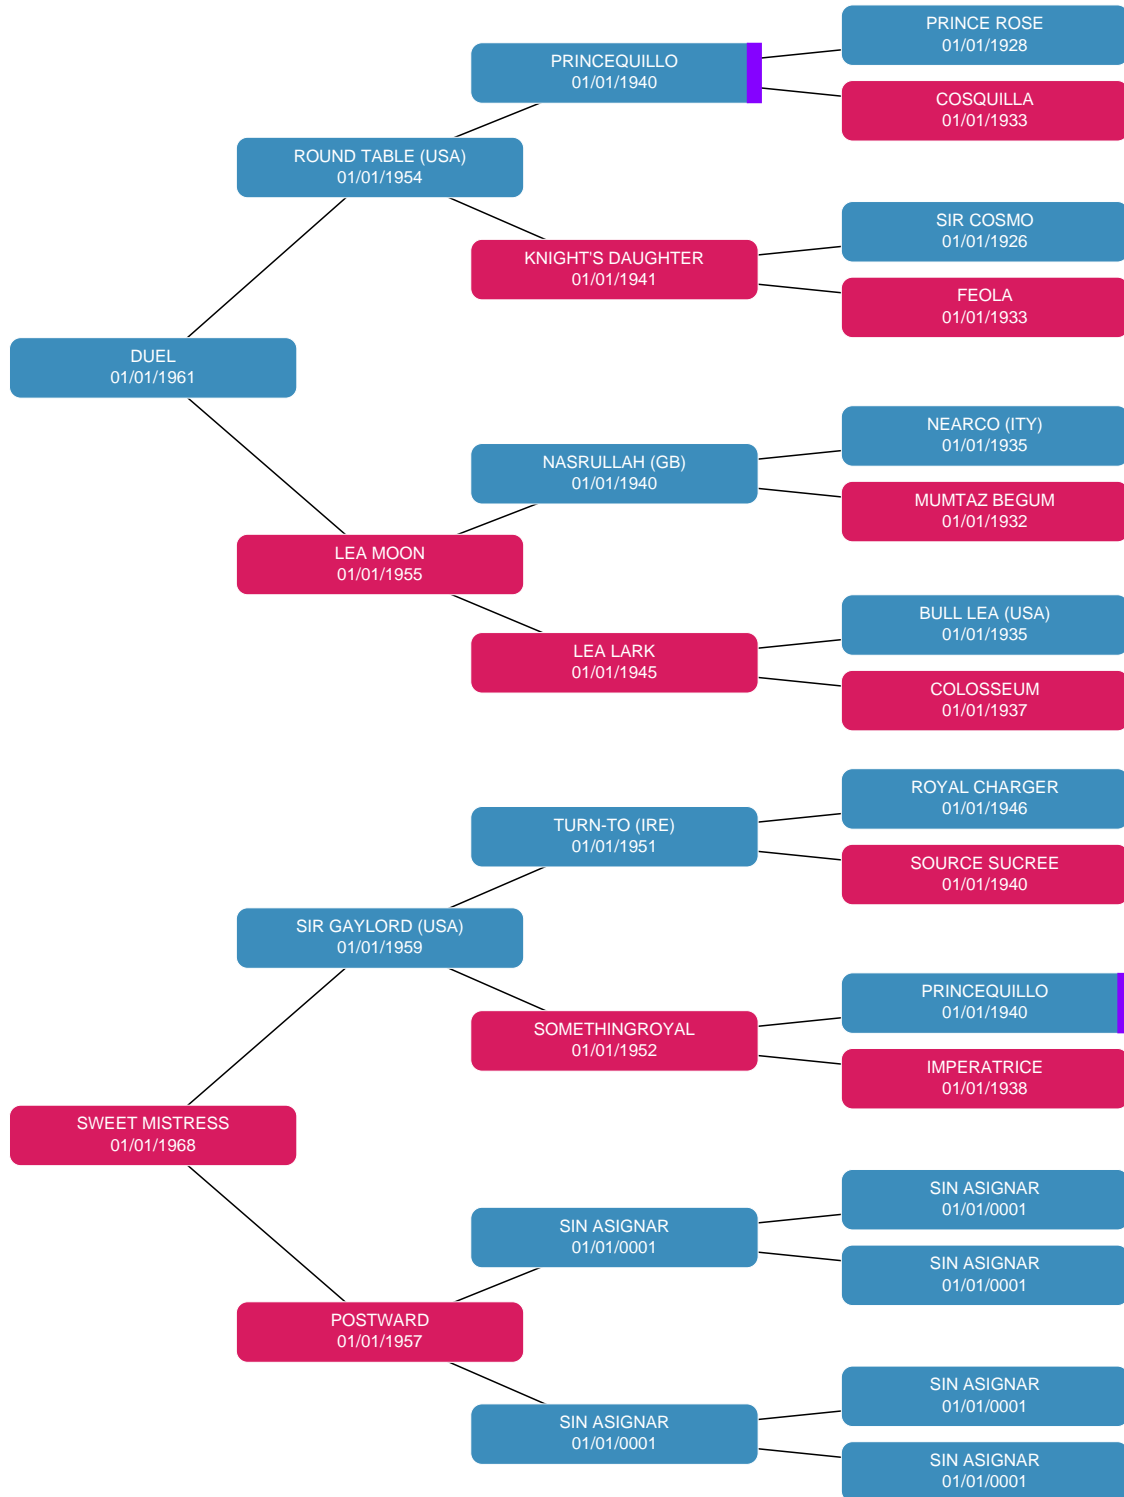 PRINCE ROSE
01/01/1928
PRINCEQUILLO
01/01/1940
COSQUILLA
01/01/1933
ROUND TABLE (USA)
01/01/1954
SIR COSMO
01/01/1926
KNIGHT'S DAUGHTER
01/01/1941
FEOLA
01/01/1933
DUEL
01/01/1961
NEARCO (ITY)
01/01/1935
NASRULLAH (GB)
01/01/1940
MUMTAZ BEGUM
01/01/1932
LEA MOON
01/01/1955
BULL LEA (USA)
01/01/1935
LEA LARK
01/01/1945
COLOSSEUM
01/01/1937
ROYAL CHARGER
01/01/1946
TURN-TO (IRE)
01/01/1951
SOURCE SUCREE
01/01/1940
SIR GAYLORD (USA)
01/01/1959
PRINCEQUILLO
01/01/1940
SOMETHINGROYAL
01/01/1952
IMPERATRICE
01/01/1938
SWEET MISTRESS
01/01/1968
SIN ASIGNAR
01/01/0001
SIN ASIGNAR
01/01/0001
SIN ASIGNAR
01/01/0001
POSTWARD
01/01/1957
SIN ASIGNAR
01/01/0001
SIN ASIGNAR
01/01/0001
SIN ASIGNAR
01/01/0001